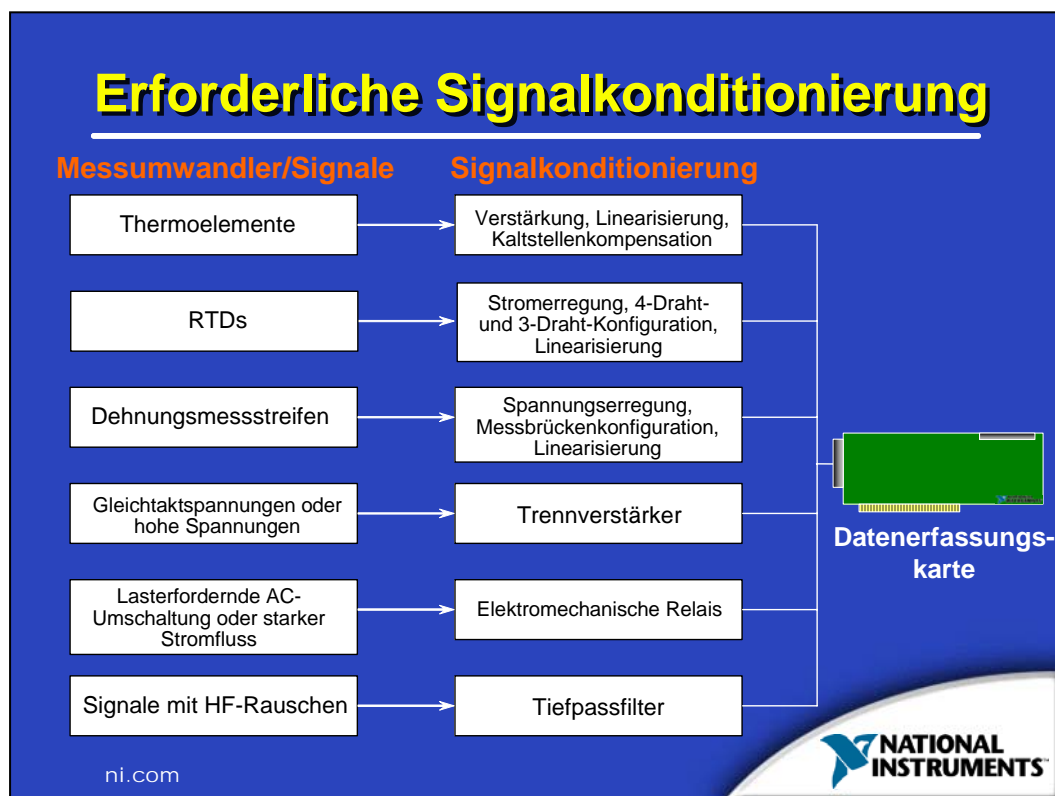 Erforderliche Signalkonditionierung
Messumwandler/Signale
Signalkonditionierung
Thermoelemente
Verstärkung, Linearisierung,
Kaltstellenkompensation
RTDs
Stromerregung, 4-Draht-
und 3-Draht-Konfiguration,
Linearisierung
Dehnungsmessstreifen
Spannungserregung,
Messbrückenkonfiguration,
Linearisierung
Gleichtaktspannungen oder
hohe Spannungen
Trennverstärker
Datenerfassungs-
karte
Lasterfordernde AC-
Umschaltung oder starker
Stromfluss
Elektromechanische Relais
Signale mit HF-Rauschen
Tiefpassfilter
ni.com
NATIONAL
INSTRUMENTS